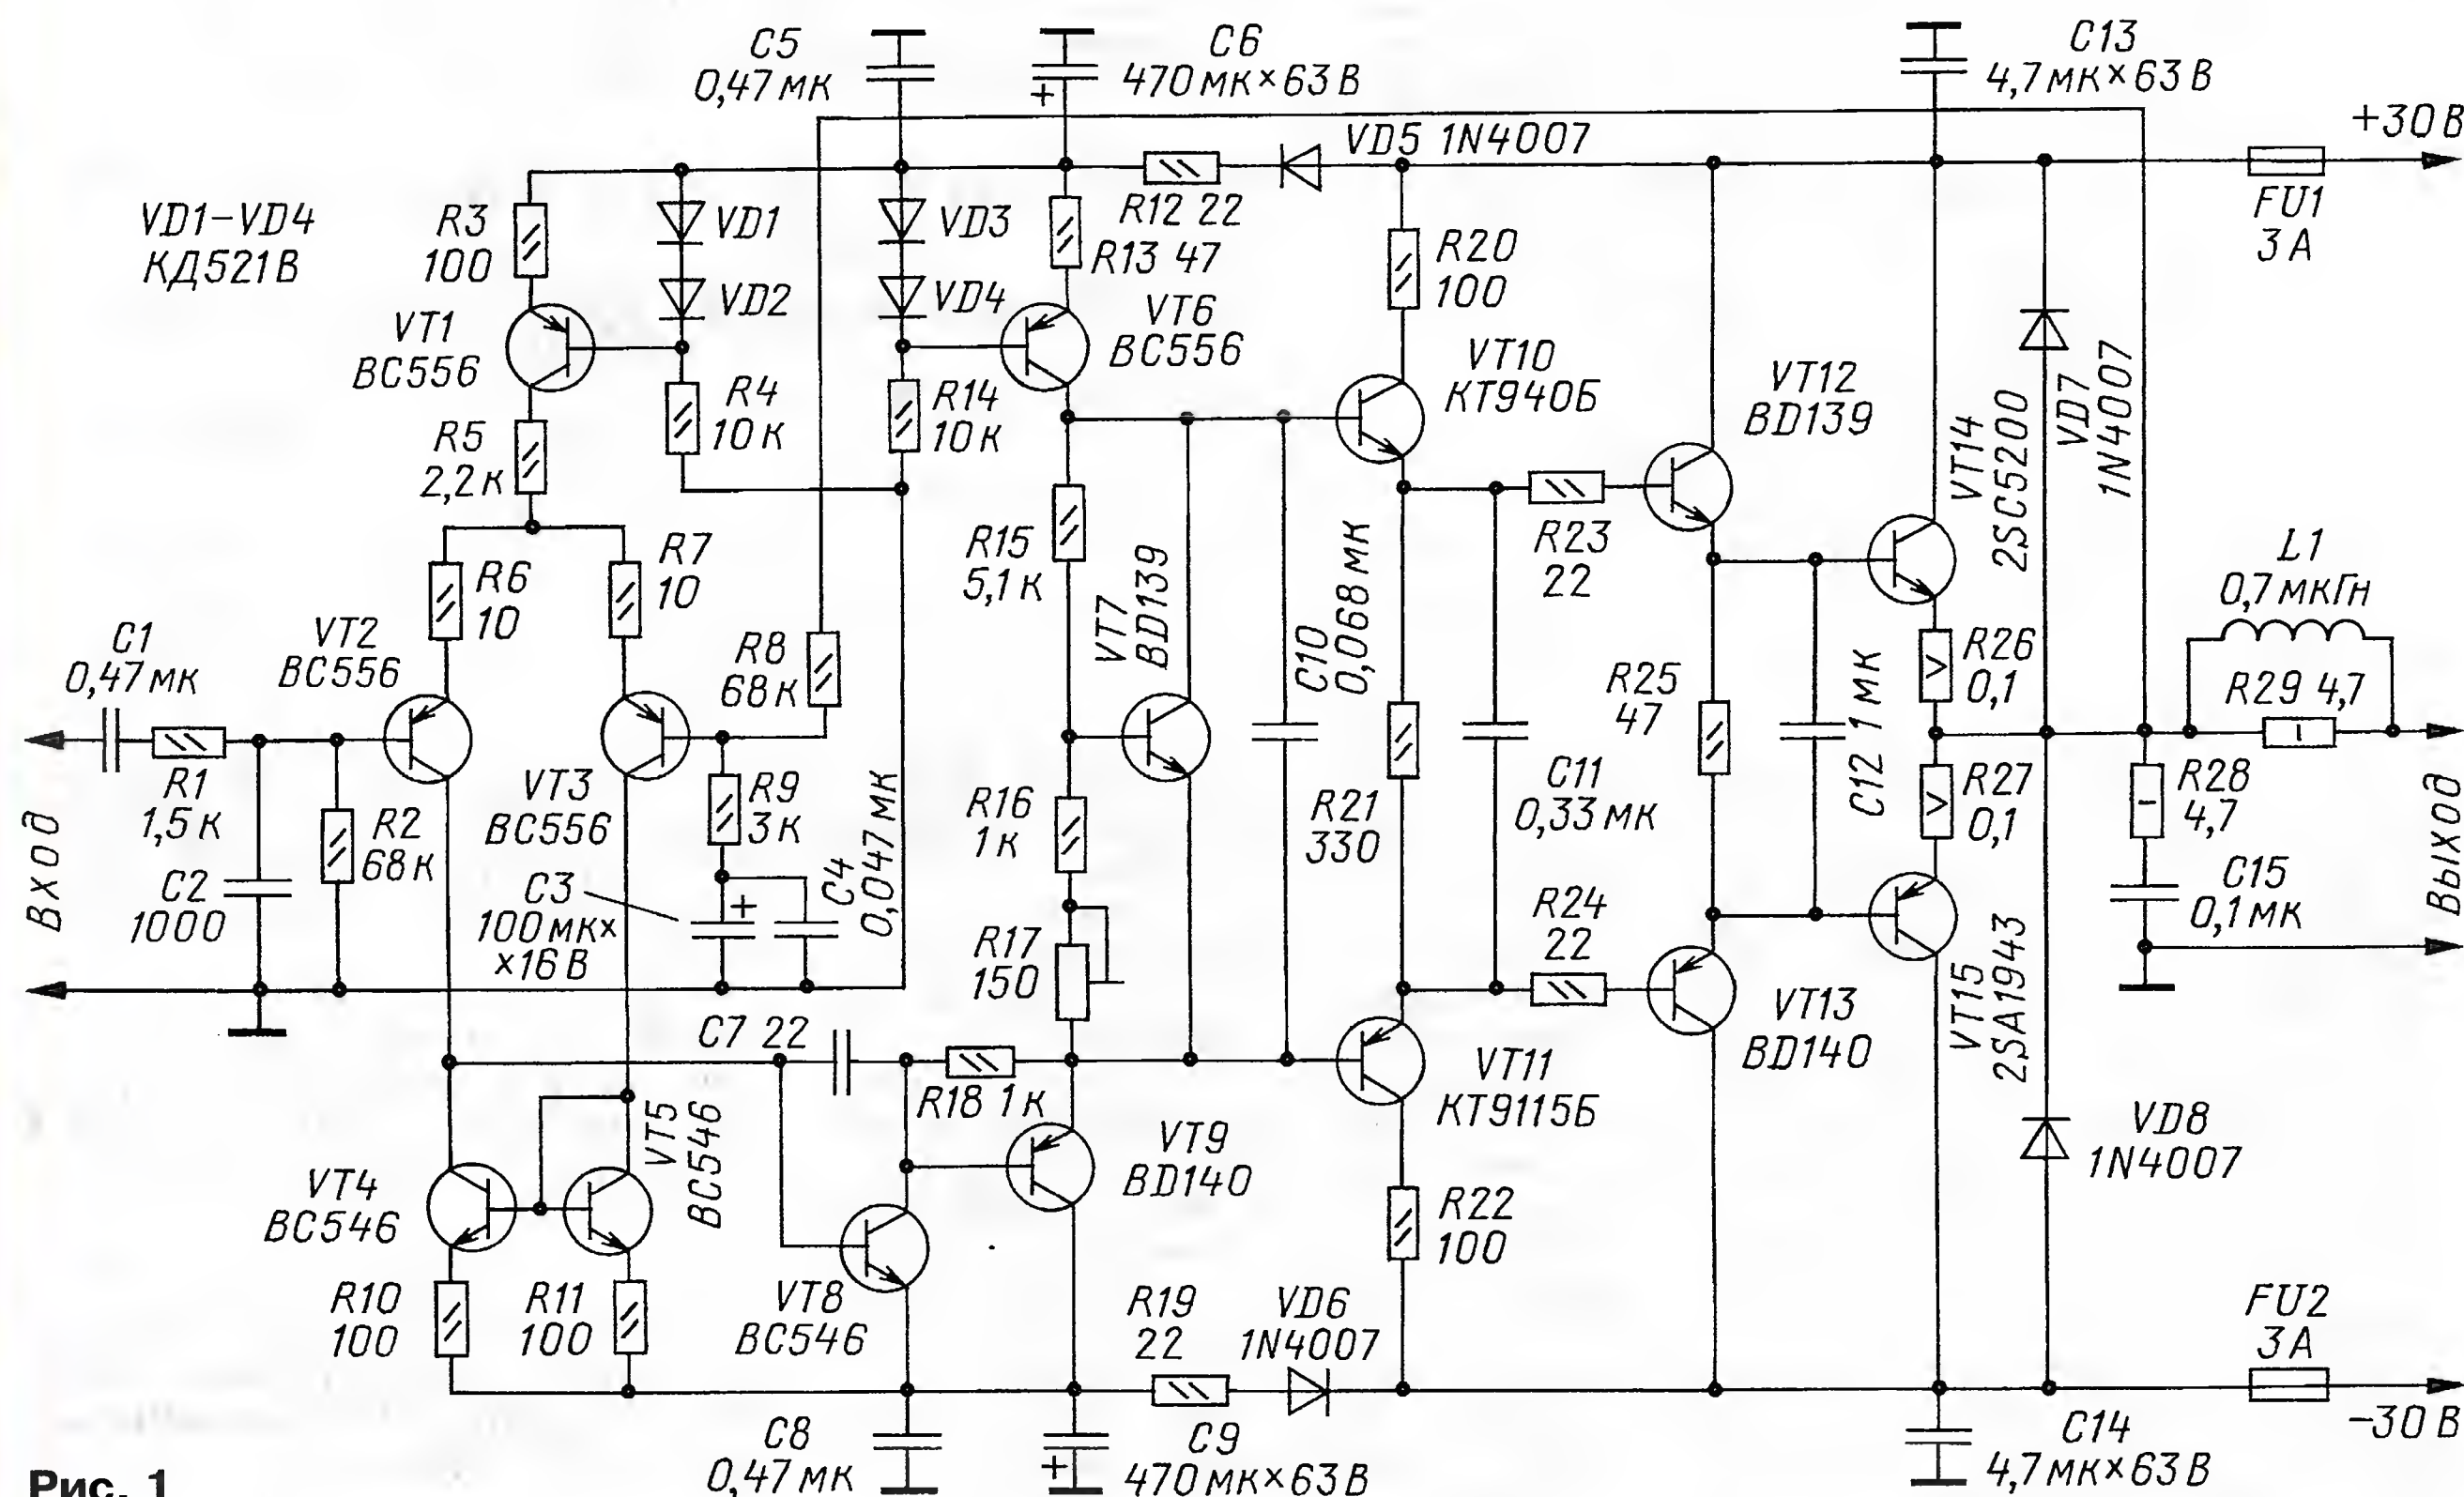 C5
0,47 мк
C6
470 мк×63 В
+
C13
4,7 мк×63 В
+30 В
VD1–VD4
КД521В
R3
100
VD1
VD2
VD3
VD4
R12 22
VD5 1N4007
R13 47
FU1
3 А
VT1
BC556
VT6
BC556
R20
100
VT10
КТ940Б
VT12
BD139
VT14
2SC5200
VD7
1N4007
R5
2,2 к
R4
10 к
R14
10 к
R15
5,1 к
VT7
BD139
C10
0,068 мк
R23
22
L1
0,7 мкГн
R6
10
R7
10
C1
0,47 мк
VT2
BC556
R8
68 к
R25
47
C12 1 мк
R26
0,1
R29 4,7
Вход
R1
1,5 к
C2
1000
R2
68 к
VT3
BC556
R9
3 к
C3
100 мк×
×16 В
+
C4
0,047 мк
R16
1 к
R17
150
R21
330
C11
0,33 мк
R24
22
R27
0,1
R28
4,7
C15
0,1 мк
Выход
C7 22
R18 1 к
VT11
КТ9115Б
VT13
BD140
VT15
2SA1943
VT4
BC546
VT5
BC546
VT9
BD140
VD8
1N4007
R22
100
R10
100
R11
100
VT8
BC546
R19
22
VD6
1N4007
FU2
3 А
–30 В
C8
0,47 мк
+
C9
470 мк×63 В
C14
4,7 мк×63 В
Рис. 1